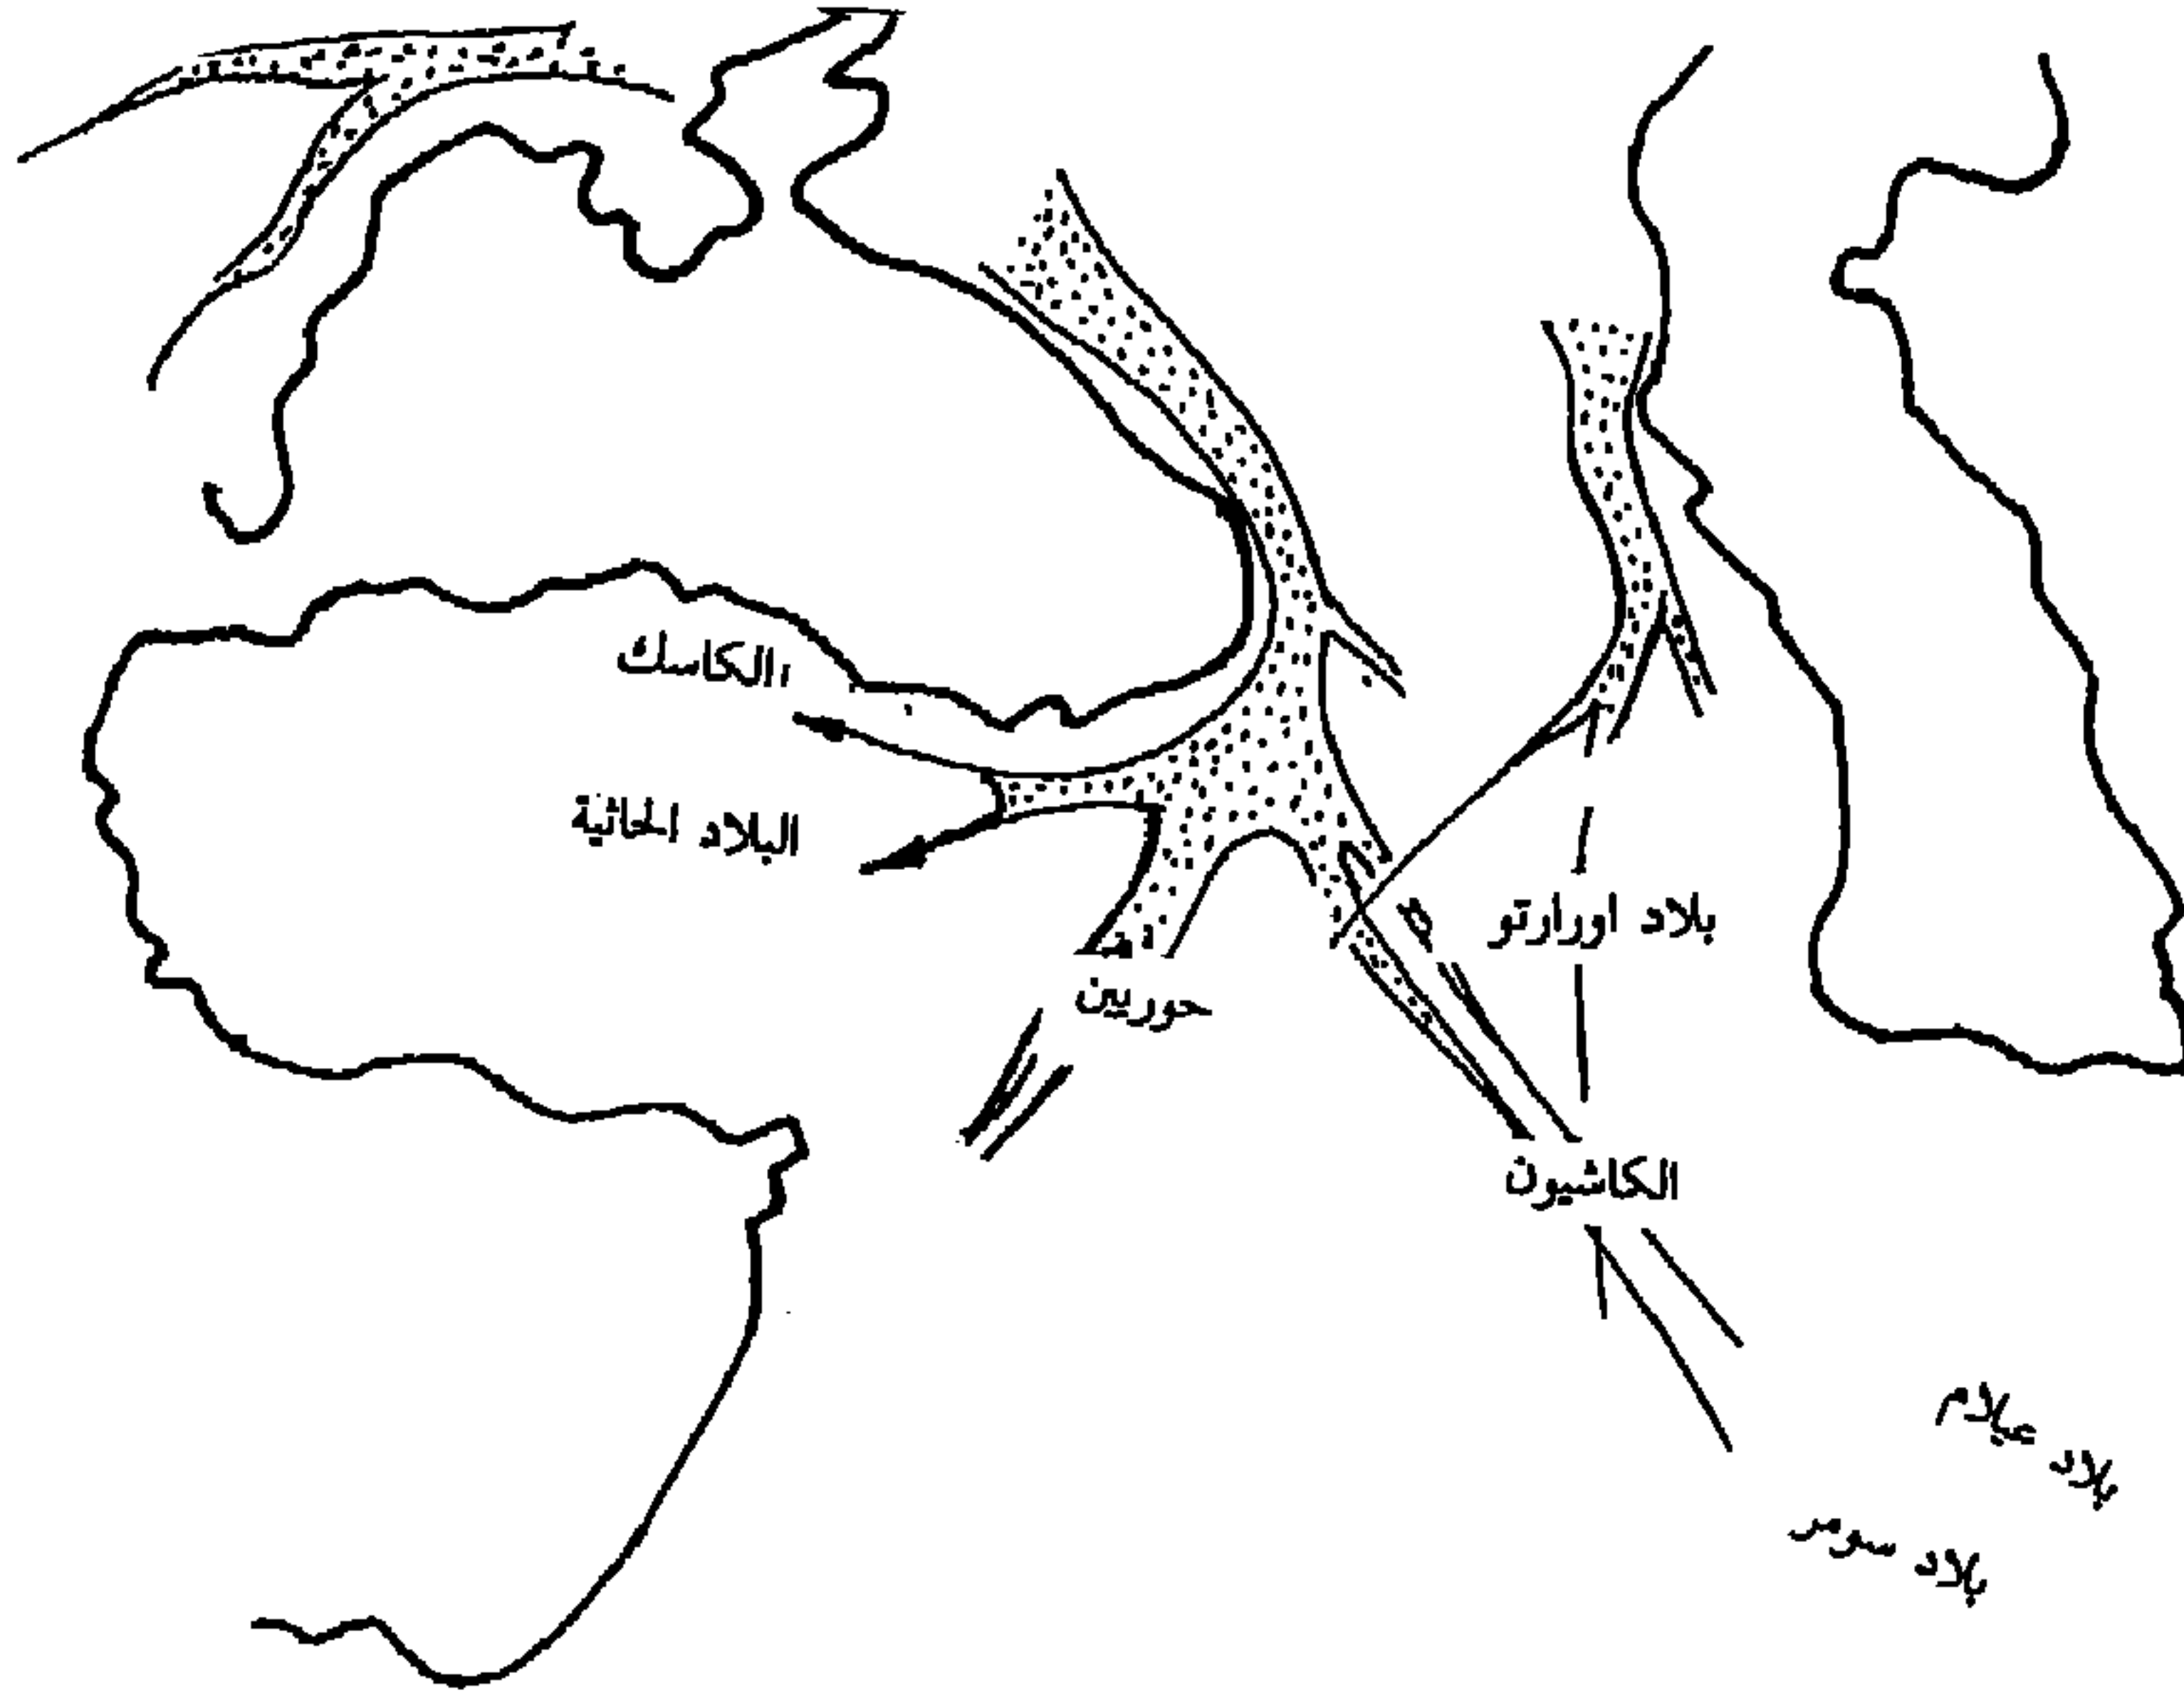 الكاسك
البلاد الحاثية
بلاد اورارتو
حوريين
الكاشيون
بلاد عيلام
بلاد سومر